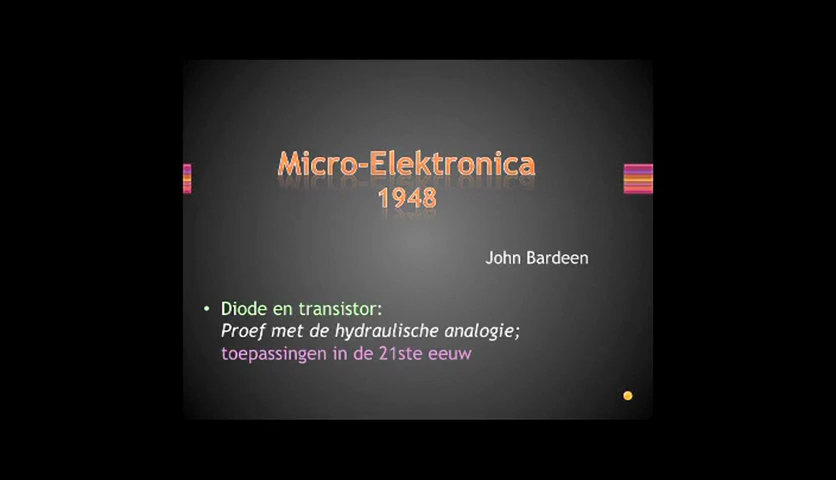 Micro-Elektronica
1948
John Bardeen
• Diode en transistor:
Proef met de hydraulische analogie;
toepassingen in de 21ste eeuw